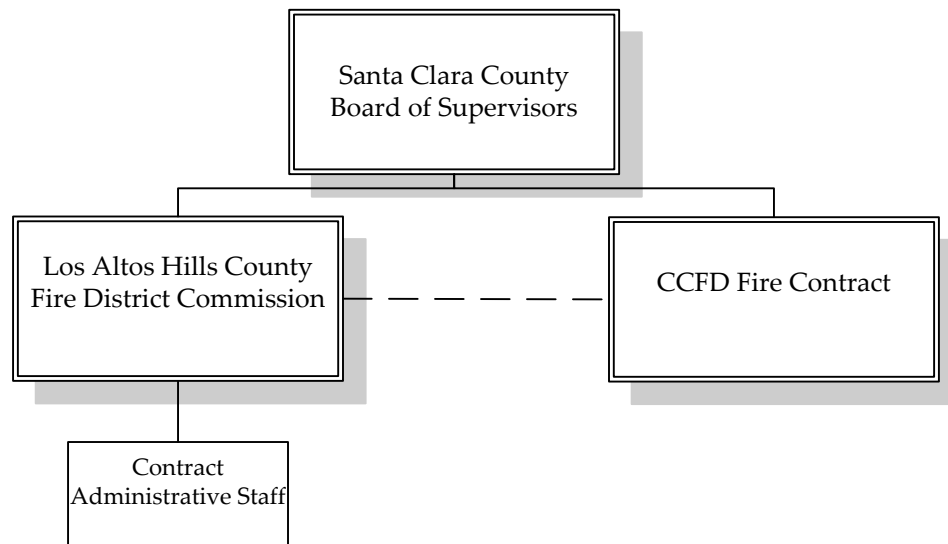 Santa Clara County
Board of Supervisors
Los Altos Hills County
Fire District Commission
CCFD Fire Contract
Contract
Administrative Staff